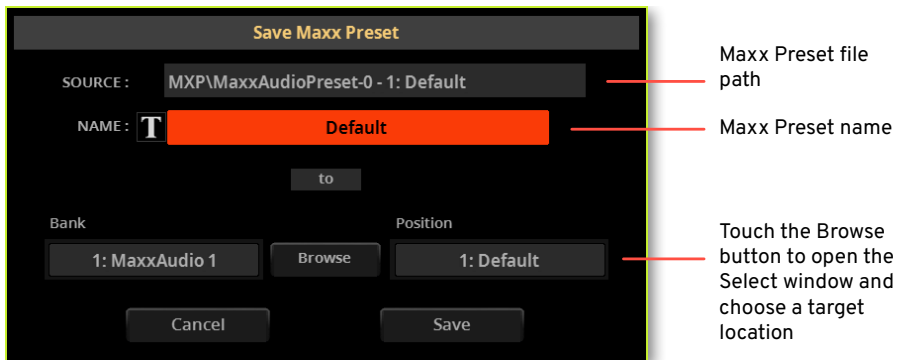 Save Maxx Preset
SOURCE : MXP\MaxxAudioPreset-0 - 1: Default
Maxx Preset file
path
NAME : T Default
Maxx Preset name
to
Bank Position
1: MaxxAudio 1 Browse 1: Default
Touch the Browse
button to open the
Select window and
choose a target
location
Cancel Save